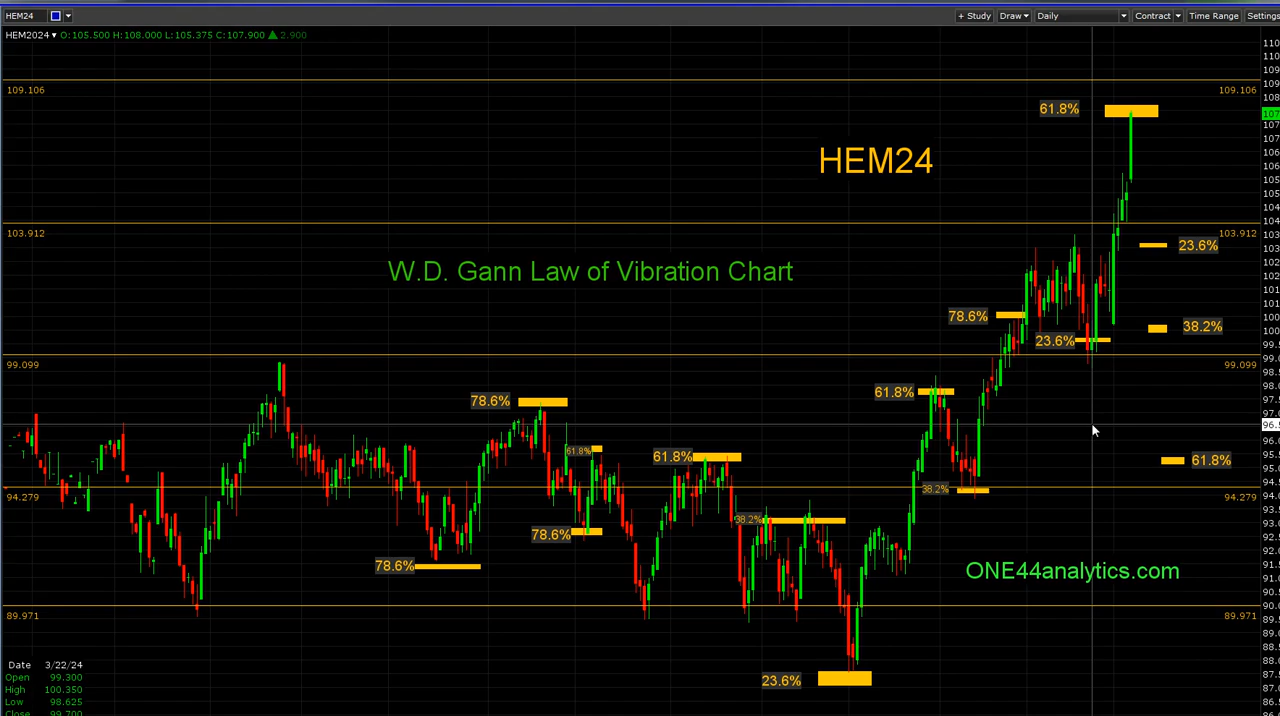 HEM24
+ Study Draw Daily Contract Time Range Settings
HEM2024 O:105.500 H:108.000 L:105.375 C:107.900 ▲ 2.900
109.106
109.106
61.8%
HEM24
103.912
103.912
23.6%
W.D. Gann Law of Vibration Chart
78.6%
38.2%
23.6%
99.099
99.099
61.8%
78.6%
61.8%
61.8%
61.8%
38.2%
94.279
94.279
38.2%
78.6%
78.6%
ONE44analytics.com
89.971
89.971
23.6%
Date 3/22/24
Open 99.300
High 100.350
Low 98.625
Close 99.700